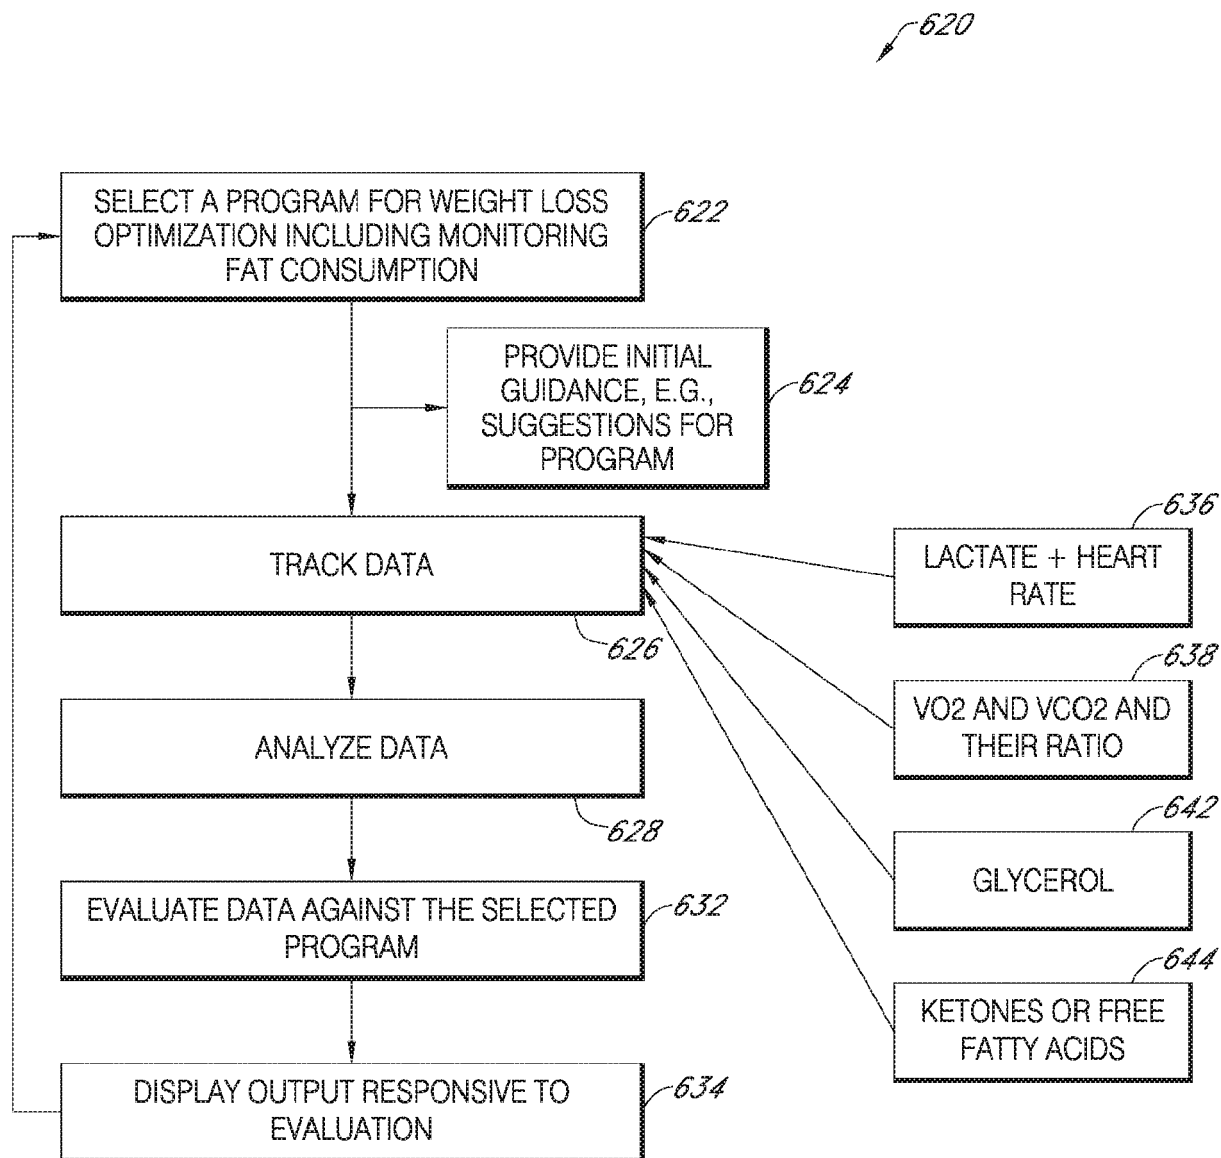 620
SELECT A PROGRAM FOR WEIGHT LOSS
OPTIMIZATION INCLUDING MONITORING
FAT CONSUMPTION
622
PROVIDE INITIAL
GUIDANCE, E.G.,
SUGGESTIONS FOR
PROGRAM
624
TRACK DATA
626
LACTATE + HEART
RATE
636
VO2 AND VCO2 AND
THEIR RATIO
638
ANALYZE DATA
628
GLYCEROL
642
EVALUATE DATA AGAINST THE SELECTED
PROGRAM
632
KETONES OR FREE
FATTY ACIDS
644
DISPLAY OUTPUT RESPONSIVE TO
EVALUATION
634